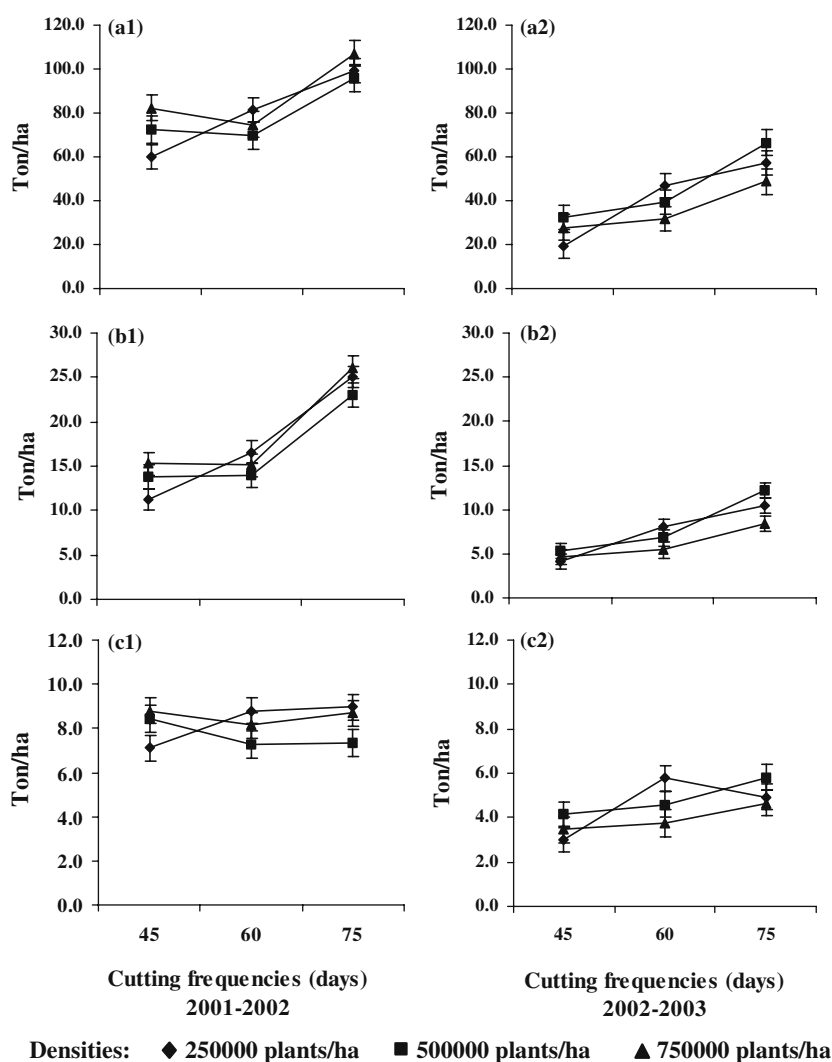 (a1)
120.0
100.0
80.0
60.0
40.0
20.0
0.0
Ton/ha
(a2)
120.0
100.0
80.0
60.0
40.0
20.0
0.0
Ton/ha
(b1)
30.0
25.0
20.0
15.0
10.0
5.0
0.0
Ton/ha
(b2)
30.0
25.0
20.0
15.0
10.0
5.0
0.0
Ton/ha
(c1)
12.0
10.0
8.0
6.0
4.0
2.0
0.0
Ton/ha
45 60 75
Cutting frequencies (days)
2001-2002
(c2)
12.0
10.0
8.0
6.0
4.0
2.0
0.0
Ton/ha
45 60 75
Cutting frequencies (days)
2002-2003
Densities: ◆ 250000 plants/ha ■ 500000 plants/ha ▲ 750000 plants/ha